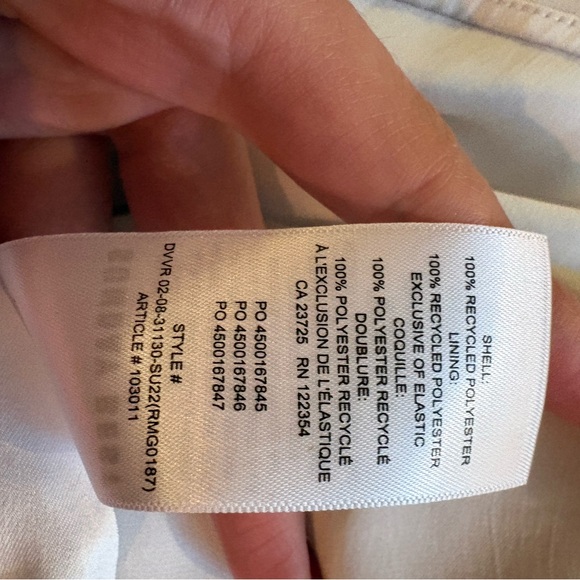 SHELL:
100% RECYCLED POLYESTER
LINING:
100% RECYCLED POLYESTER
EXCLUSIVE OF ELASTIC
COQUILLE:
100% POLYESTER RECYCLÉ
DOUBLURE:
100% POLYESTER RECYCLÉ
À L'EXCLUSION DE L'ÉLASTIQUE
CA 23725 RN 122354
PO 4500167845
PO 4500167846
PO 4500167847
STYLE #
DVVR 02-08-31130-SU22(RMG0187)
ARTICLE # 103011